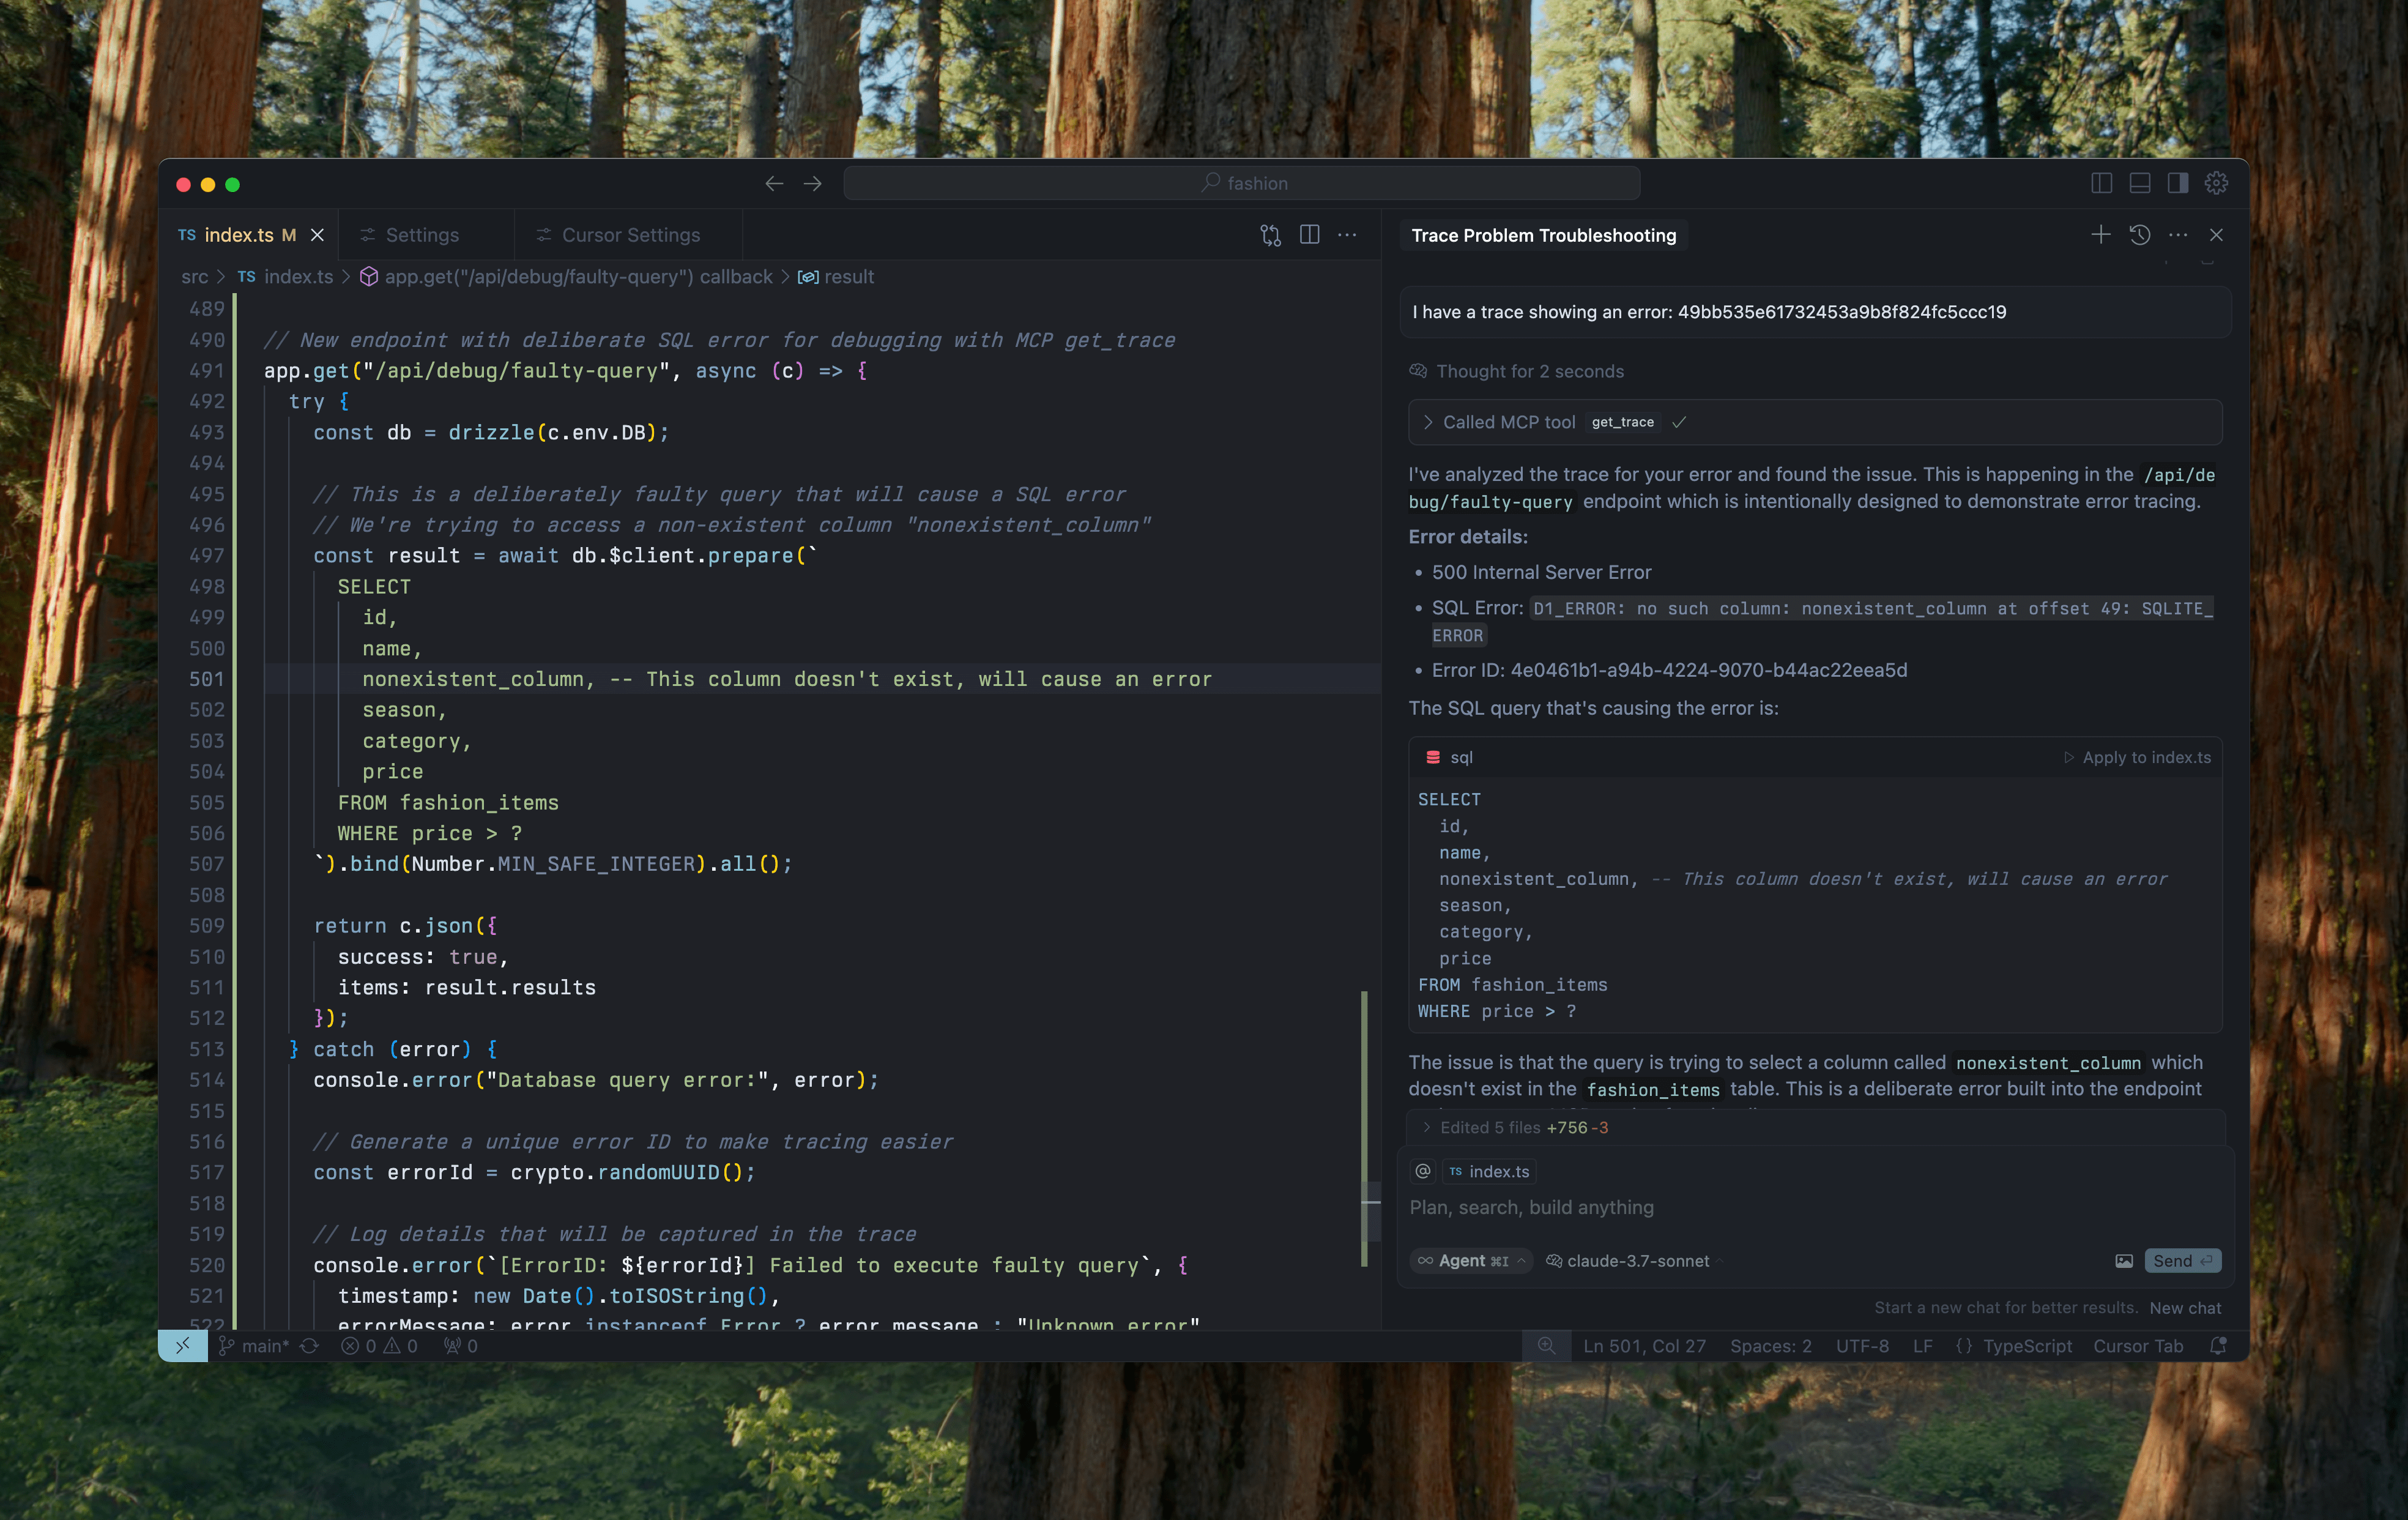 fashion
TS index.ts M
Settings
Cursor Settings
src > TS index.ts > app.get("/api/debug/faulty-query") callback > result
489
490 // New endpoint with deliberate SQL error for debugging with MCP get_trace
491 app.get("/api/debug/faulty-query", async (c) => {
492 try {
493 const db = drizzle(c.env.DB);
494
495 // This is a deliberately faulty query that will cause a SQL error
496 // We're trying to access a non-existent column "nonexistent_column"
497 const result = await db.$client.prepare(`
498 SELECT
499 id,
500 name,
501 nonexistent_column, -- This column doesn't exist, will cause an error
502 season,
503 category,
504 price
505 FROM fashion_items
506 WHERE price > ?
507 `).bind(Number.MIN_SAFE_INTEGER).all();
508
509 return c.json({
510 success: true,
511 items: result.results
512 });
513 } catch (error) {
514 console.error("Database query error:", error);
515
516 // Generate a unique error ID to make tracing easier
517 const errorId = crypto.randomUUID();
518
519 // Log details that will be captured in the trace
520 console.error(`[ErrorID: ${errorId}] Failed to execute faulty query`, {
521 timestamp: new Date().toISOString(),
522 errorMessage: error instanceof Error ? error.message : "Unknown error"
Trace Problem Troubleshooting
I have a trace showing an error: 49bb535e61732453a9b8f824fc5ccc19
Thought for 2 seconds
> Called MCP tool get_trace
I've analyzed the trace for your error and found the issue. This is happening in the /api/de
bug/faulty-query endpoint which is intentionally designed to demonstrate error tracing.
Error details:
• 500 Internal Server Error
• SQL Error: D1_ERROR: no such column: nonexistent_column at offset 49: SQLITE_
ERROR
• Error ID: 4e0461b1-a94b-4224-9070-b44ac22eea5d
The SQL query that's causing the error is:
sql
Apply to index.ts
SELECT
id,
name,
nonexistent_column, -- This column doesn't exist, will cause an error
season,
category,
price
FROM fashion_items
WHERE price > ?
The issue is that the query is trying to select a column called nonexistent_column which
doesn't exist in the fashion_items table. This is a deliberate error built into the endpoint
> Edited 5 files +756 -3
@ TS index.ts
Plan, search, build anything
Agent ⌘I
claude-3.7-sonnet
Send
Start a new chat for better results. New chat
main*
0
0
0
Ln 501, Col 27
Spaces: 2
UTF-8
LF
{} TypeScript
Cursor Tab